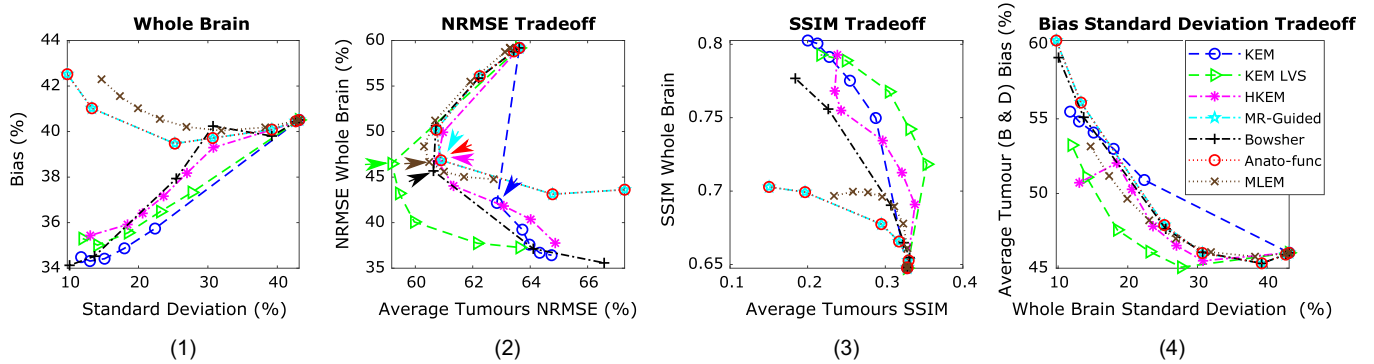 Whole Brain
44
42
40
38
36
34
10
20
30
40
Bias (%)
Standard Deviation (%)
(1)
NRMSE Tradeoff
60
55
50
45
40
35
60
62
64
66
NRMSE Whole Brain (%)
Average Tumours NRMSE (%)
(2)
SSIM Tradeoff
0.8
0.75
0.7
0.65
0.1
0.2
0.3
0.4
SSIM Whole Brain
Average Tumours SSIM
(3)
Bias Standard Deviation Tradeoff
60
55
50
45
10
20
30
40
Average Tumour (B & D) Bias (%)
Whole Brain Standard Deviation (%)
KEM
KEM LVS
HKEM
MR-Guided
Bowsher
Anato-func
MLEM
(4)